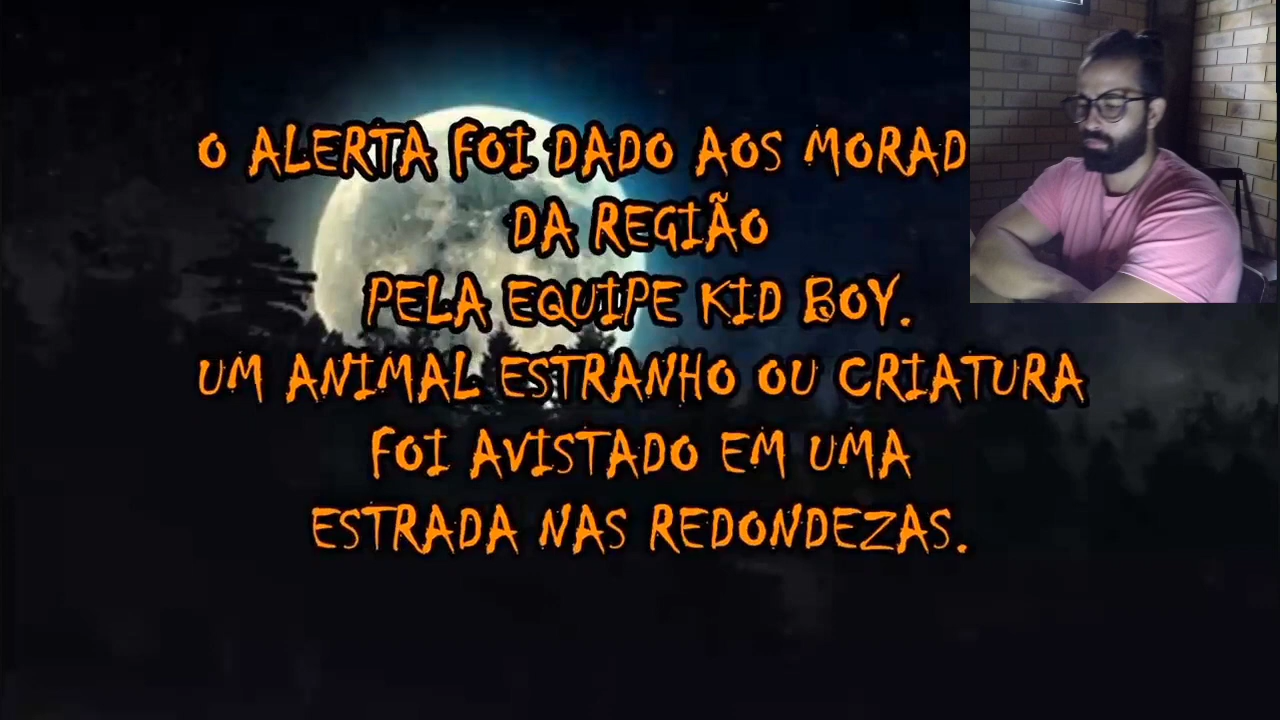 O ALERTA FOI DADO AOS MORAD
DA REGIÃO
PELA EQUIPE KID BOY.
UM ANIMAL ESTRANHO OU CRIATURA
FOI AVISTADO EM UMA
ESTRADA NAS REDONDEZAS.